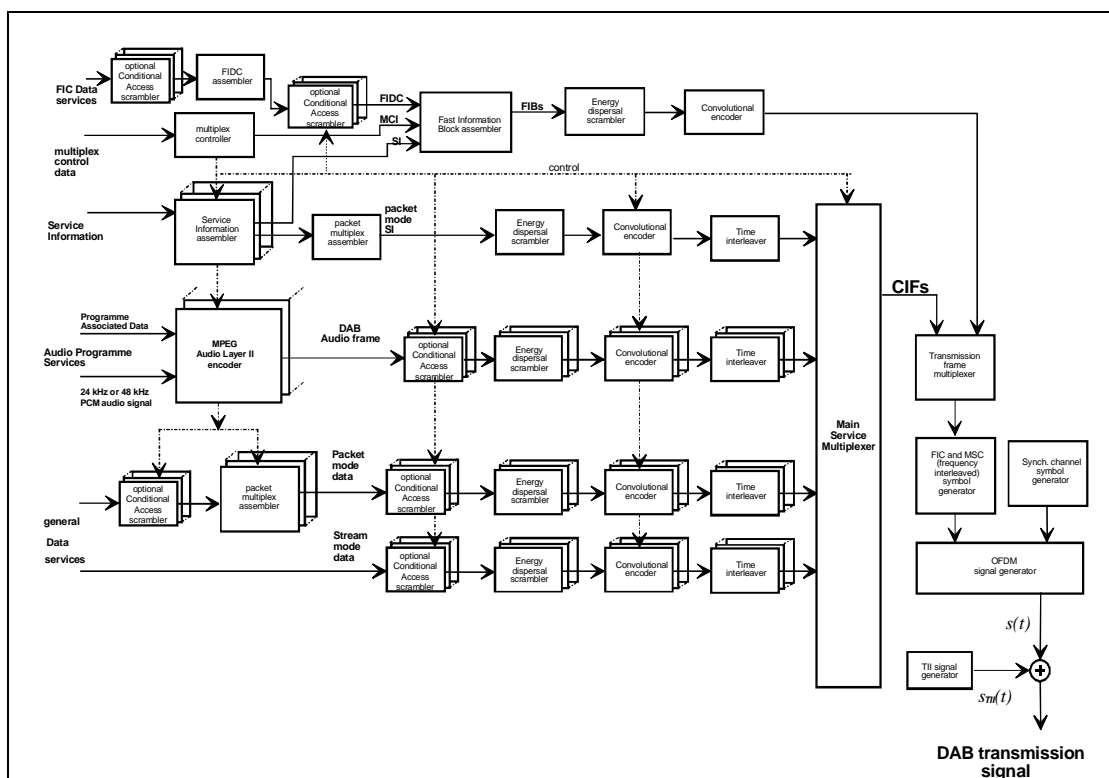 FIC Data
services
optional
Conditional
Access
scrambler
FIDC
assembler
optional
Conditional
Access
scrambler
FIDC
MCI
SI
Fast Information
Block assembler
FIBs
Energy
dispersal
scrambler
Convolutional
encoder
multiplex
control data
multiplex
controller
control
Service
Information
Service
Information
assembler
packet
multiplex
assembler
packet
mode
SI
Energy
dispersal
scrambler
Convolutional
encoder
Time
interleaver
Programme
Associated Data
Audio Programme
Services
24 kHz or 48 kHz
PCM audio signal
MPEG
Audio Layer II
encoder
DAB
Audio frame
optional
Conditional
Access
scrambler
Energy
dispersal
scrambler
Convolutional
encoder
Time
interleaver
general
Data
services
optional
Conditional
Access
scrambler
packet
multiplex
assembler
Packet
mode
data
optional
Conditional
Access
scrambler
Energy
dispersal
scrambler
Convolutional
encoder
Time
interleaver
Stream
mode
data
optional
Conditional
Access
scrambler
Energy
dispersal
scrambler
Convolutional
encoder
Time
interleaver
Main
Service
Multiplexer
CIFs
Transmission
frame
multiplexer
FIC and MSC
(frequency
interleaved)
symbol
generator
Synch. channel
symbol
generator
OFDM
signal generator
s(t)
TII signal
generator
+
sTII(t)
DAB transmission
signal